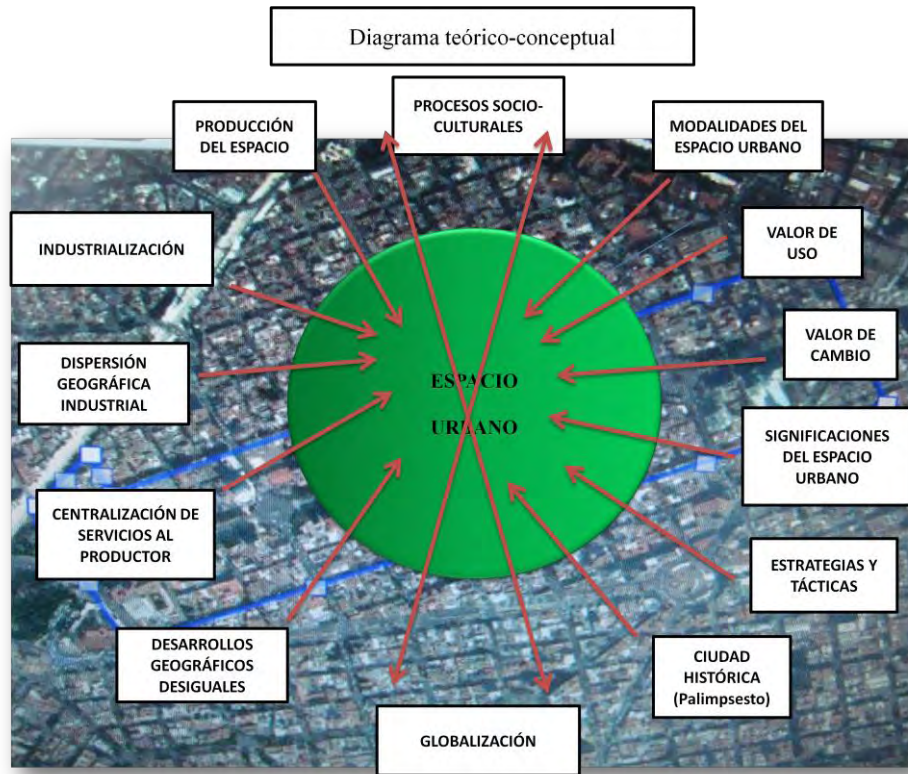 Diagrama teórico-conceptual
PROCESOS SOCIO-
CULTURALES
PRODUCCIÓN
DEL ESPACIO
MODALIDADES DEL
ESPACIO URBANO
INDUSTRIALIZACIÓN
VALOR DE
USO
DISPERSIÓN
GEOGRÁFICA
INDUSTRIAL
VALOR DE
CAMBIO
ESPACIO
URBANO
SIGNIFICACIONES
DEL ESPACIO
URBANO
CENTRALIZACIÓN DE
SERVICIOS AL
PRODUCTOR
ESTRATEGIAS Y
TÁCTICAS
DESARROLLOS
GEOGRÁFICOS
DESIGUALES
CIUDAD
HISTÓRICA
(Palimpsesto)
GLOBALIZACIÓN